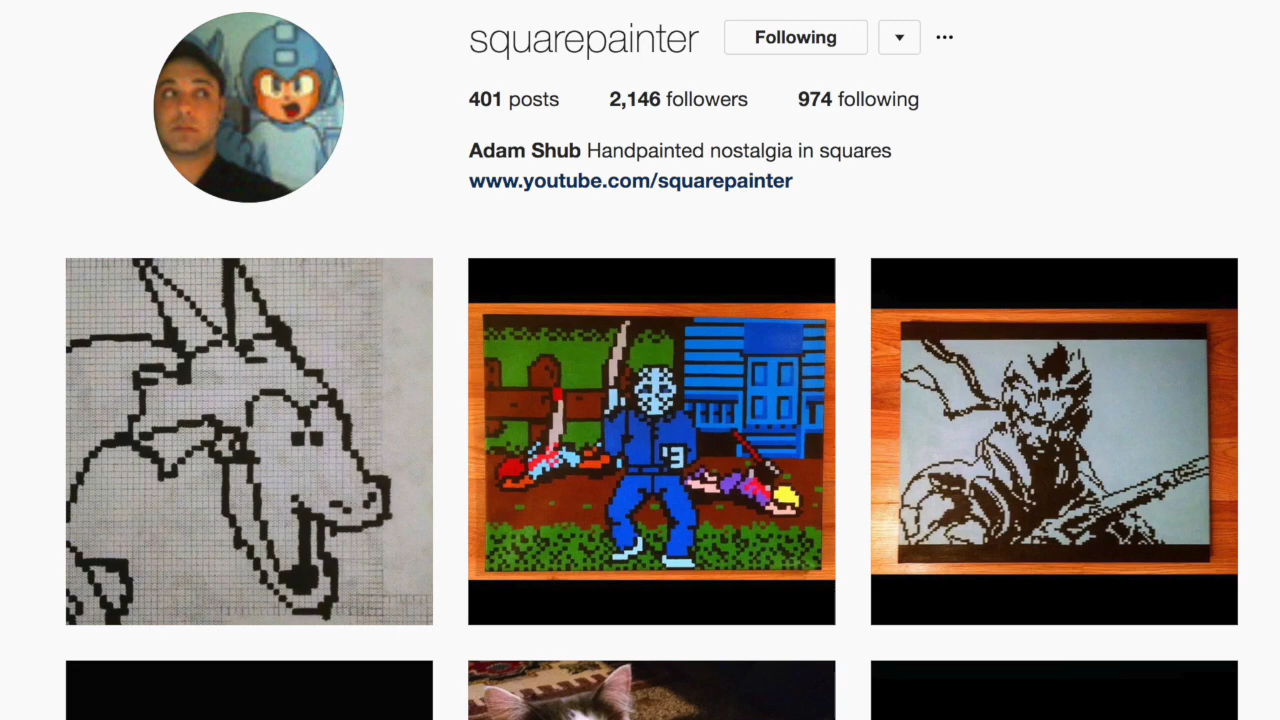 squarepainter Following
401 posts 2,146 followers 974 following
Adam Shub Handpainted nostalgia in squares
www.youtube.com/squarepainter